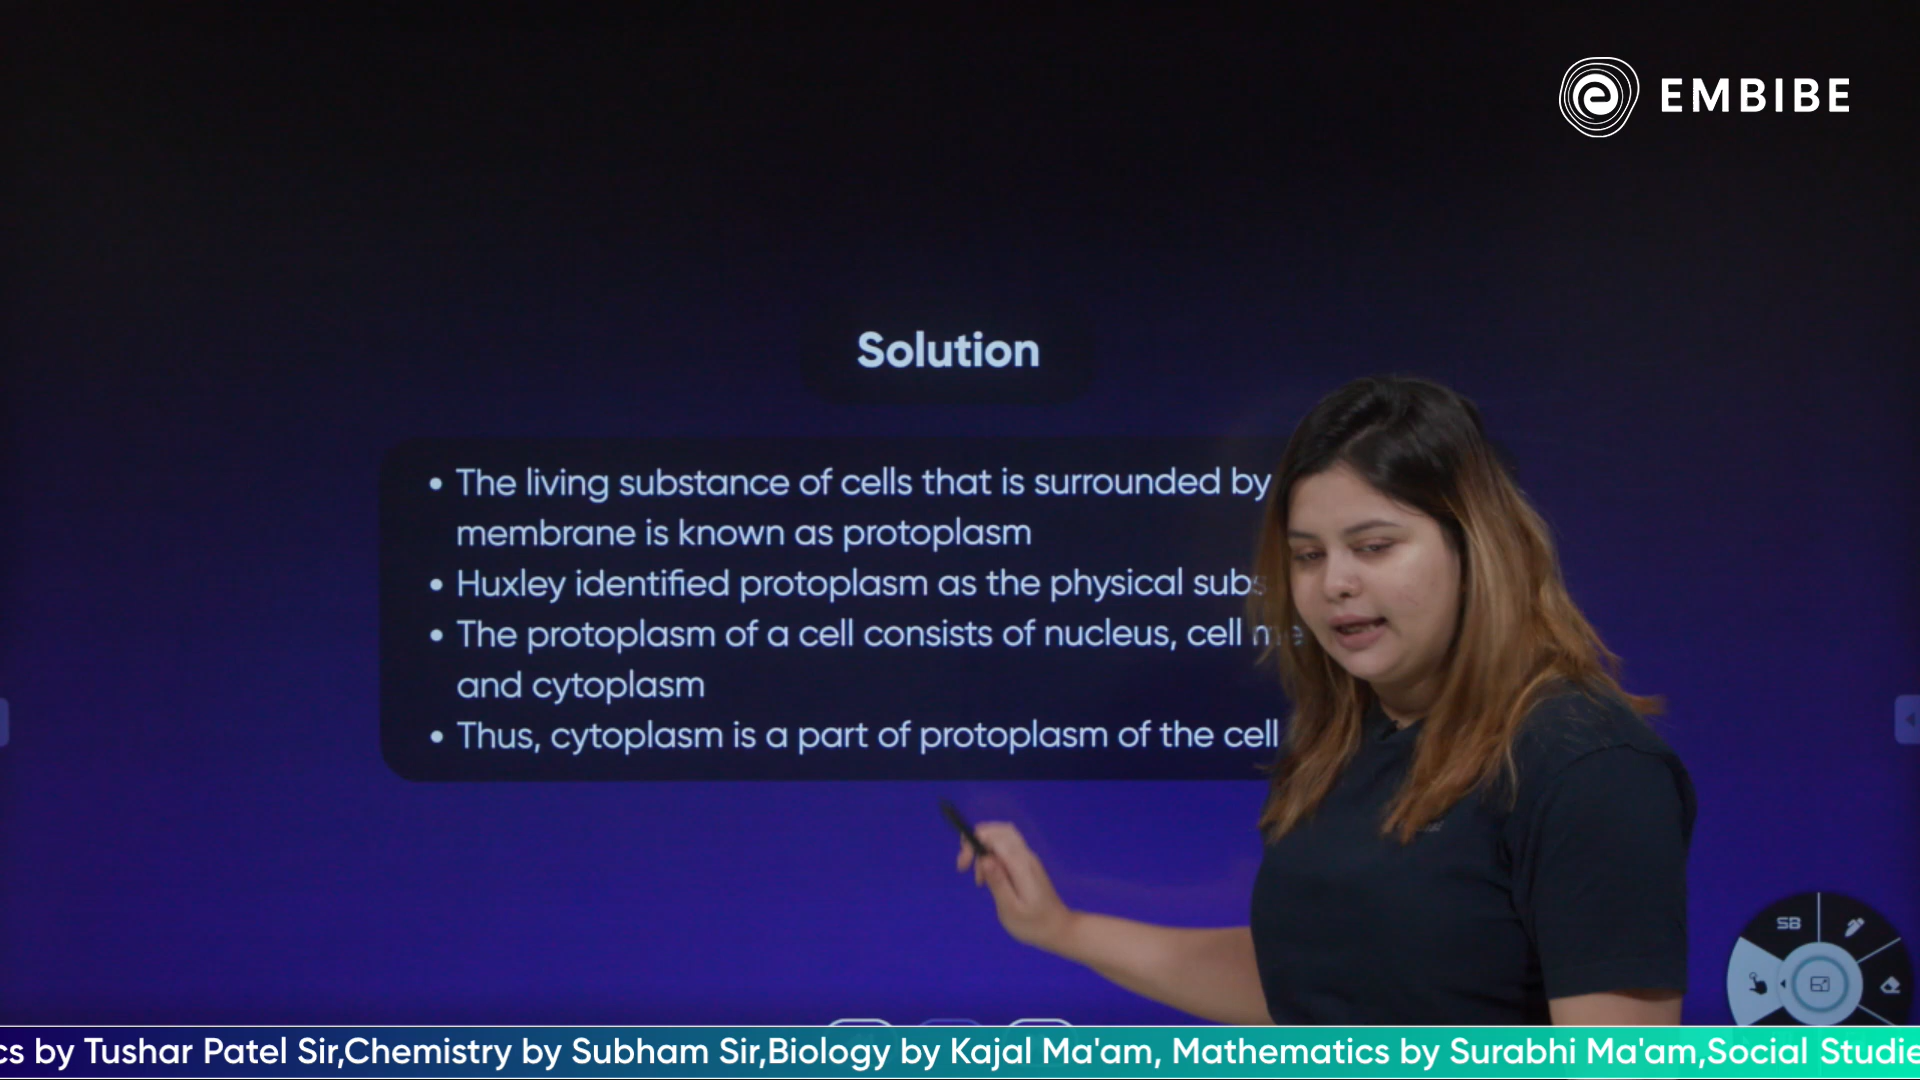 EMBIBE
Solution
• The living substance of cells that is surrounded by
membrane is known as protoplasm
• Huxley identified protoplasm as the physical
• The protoplasm of a cell consists of nucleus, cell
and cytoplasm
• Thus, cytoplasm is a part of protoplasm of the cell
SB
by Tushar Patel Sir,Chemistry by Subham Sir,Biology by Kajal Ma'am, Mathematics by Surabhi Ma'am,Social